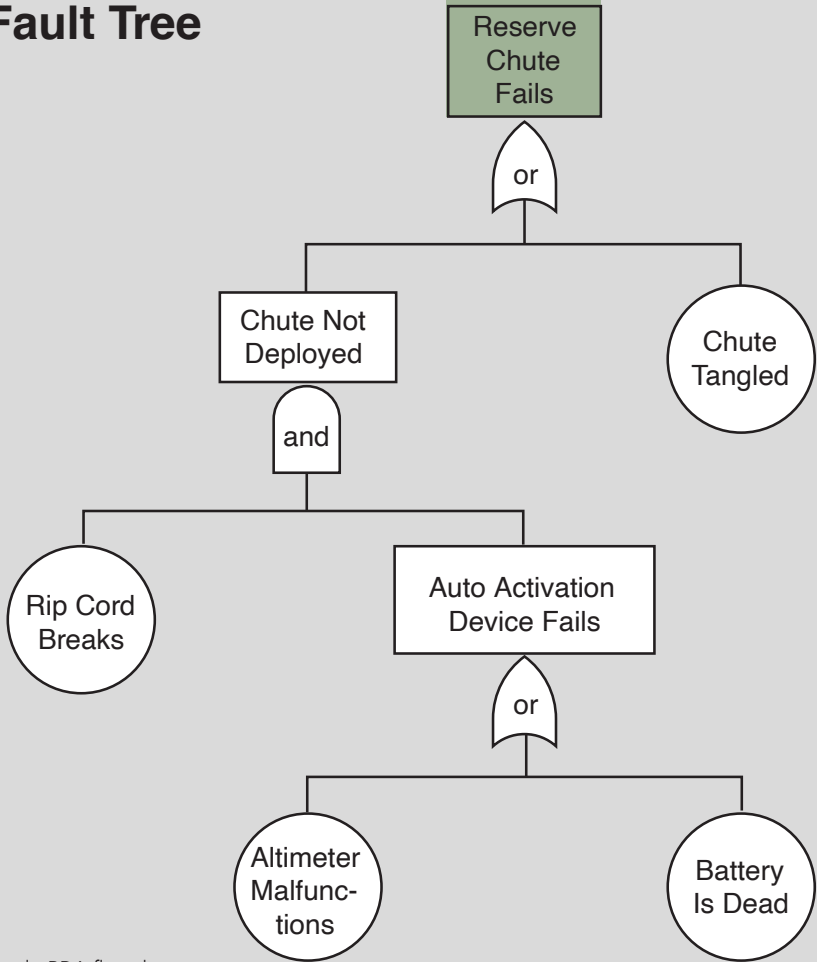 Fault Tree
Reserve
Chute
Fails
or
Chute Not
Deployed
Chute
Tangled
and
Rip Cord
Breaks
Auto Activation
Device Fails
or
Altimeter
Malfunc-
tions
Battery
Is Dead